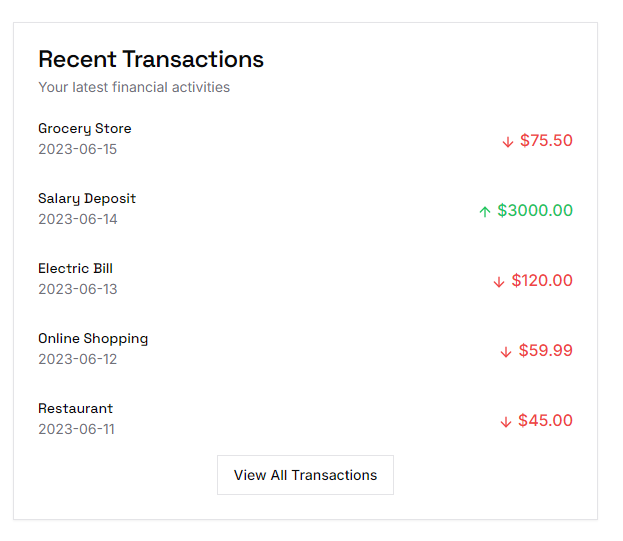 Recent Transactions
Your latest financial activities
Grocery Store
2023-06-15
↓ $75.50
Salary Deposit
2023-06-14
↑ $3000.00
Electric Bill
2023-06-13
↓ $120.00
Online Shopping
2023-06-12
↓ $59.99
Restaurant
2023-06-11
↓ $45.00
View All Transactions